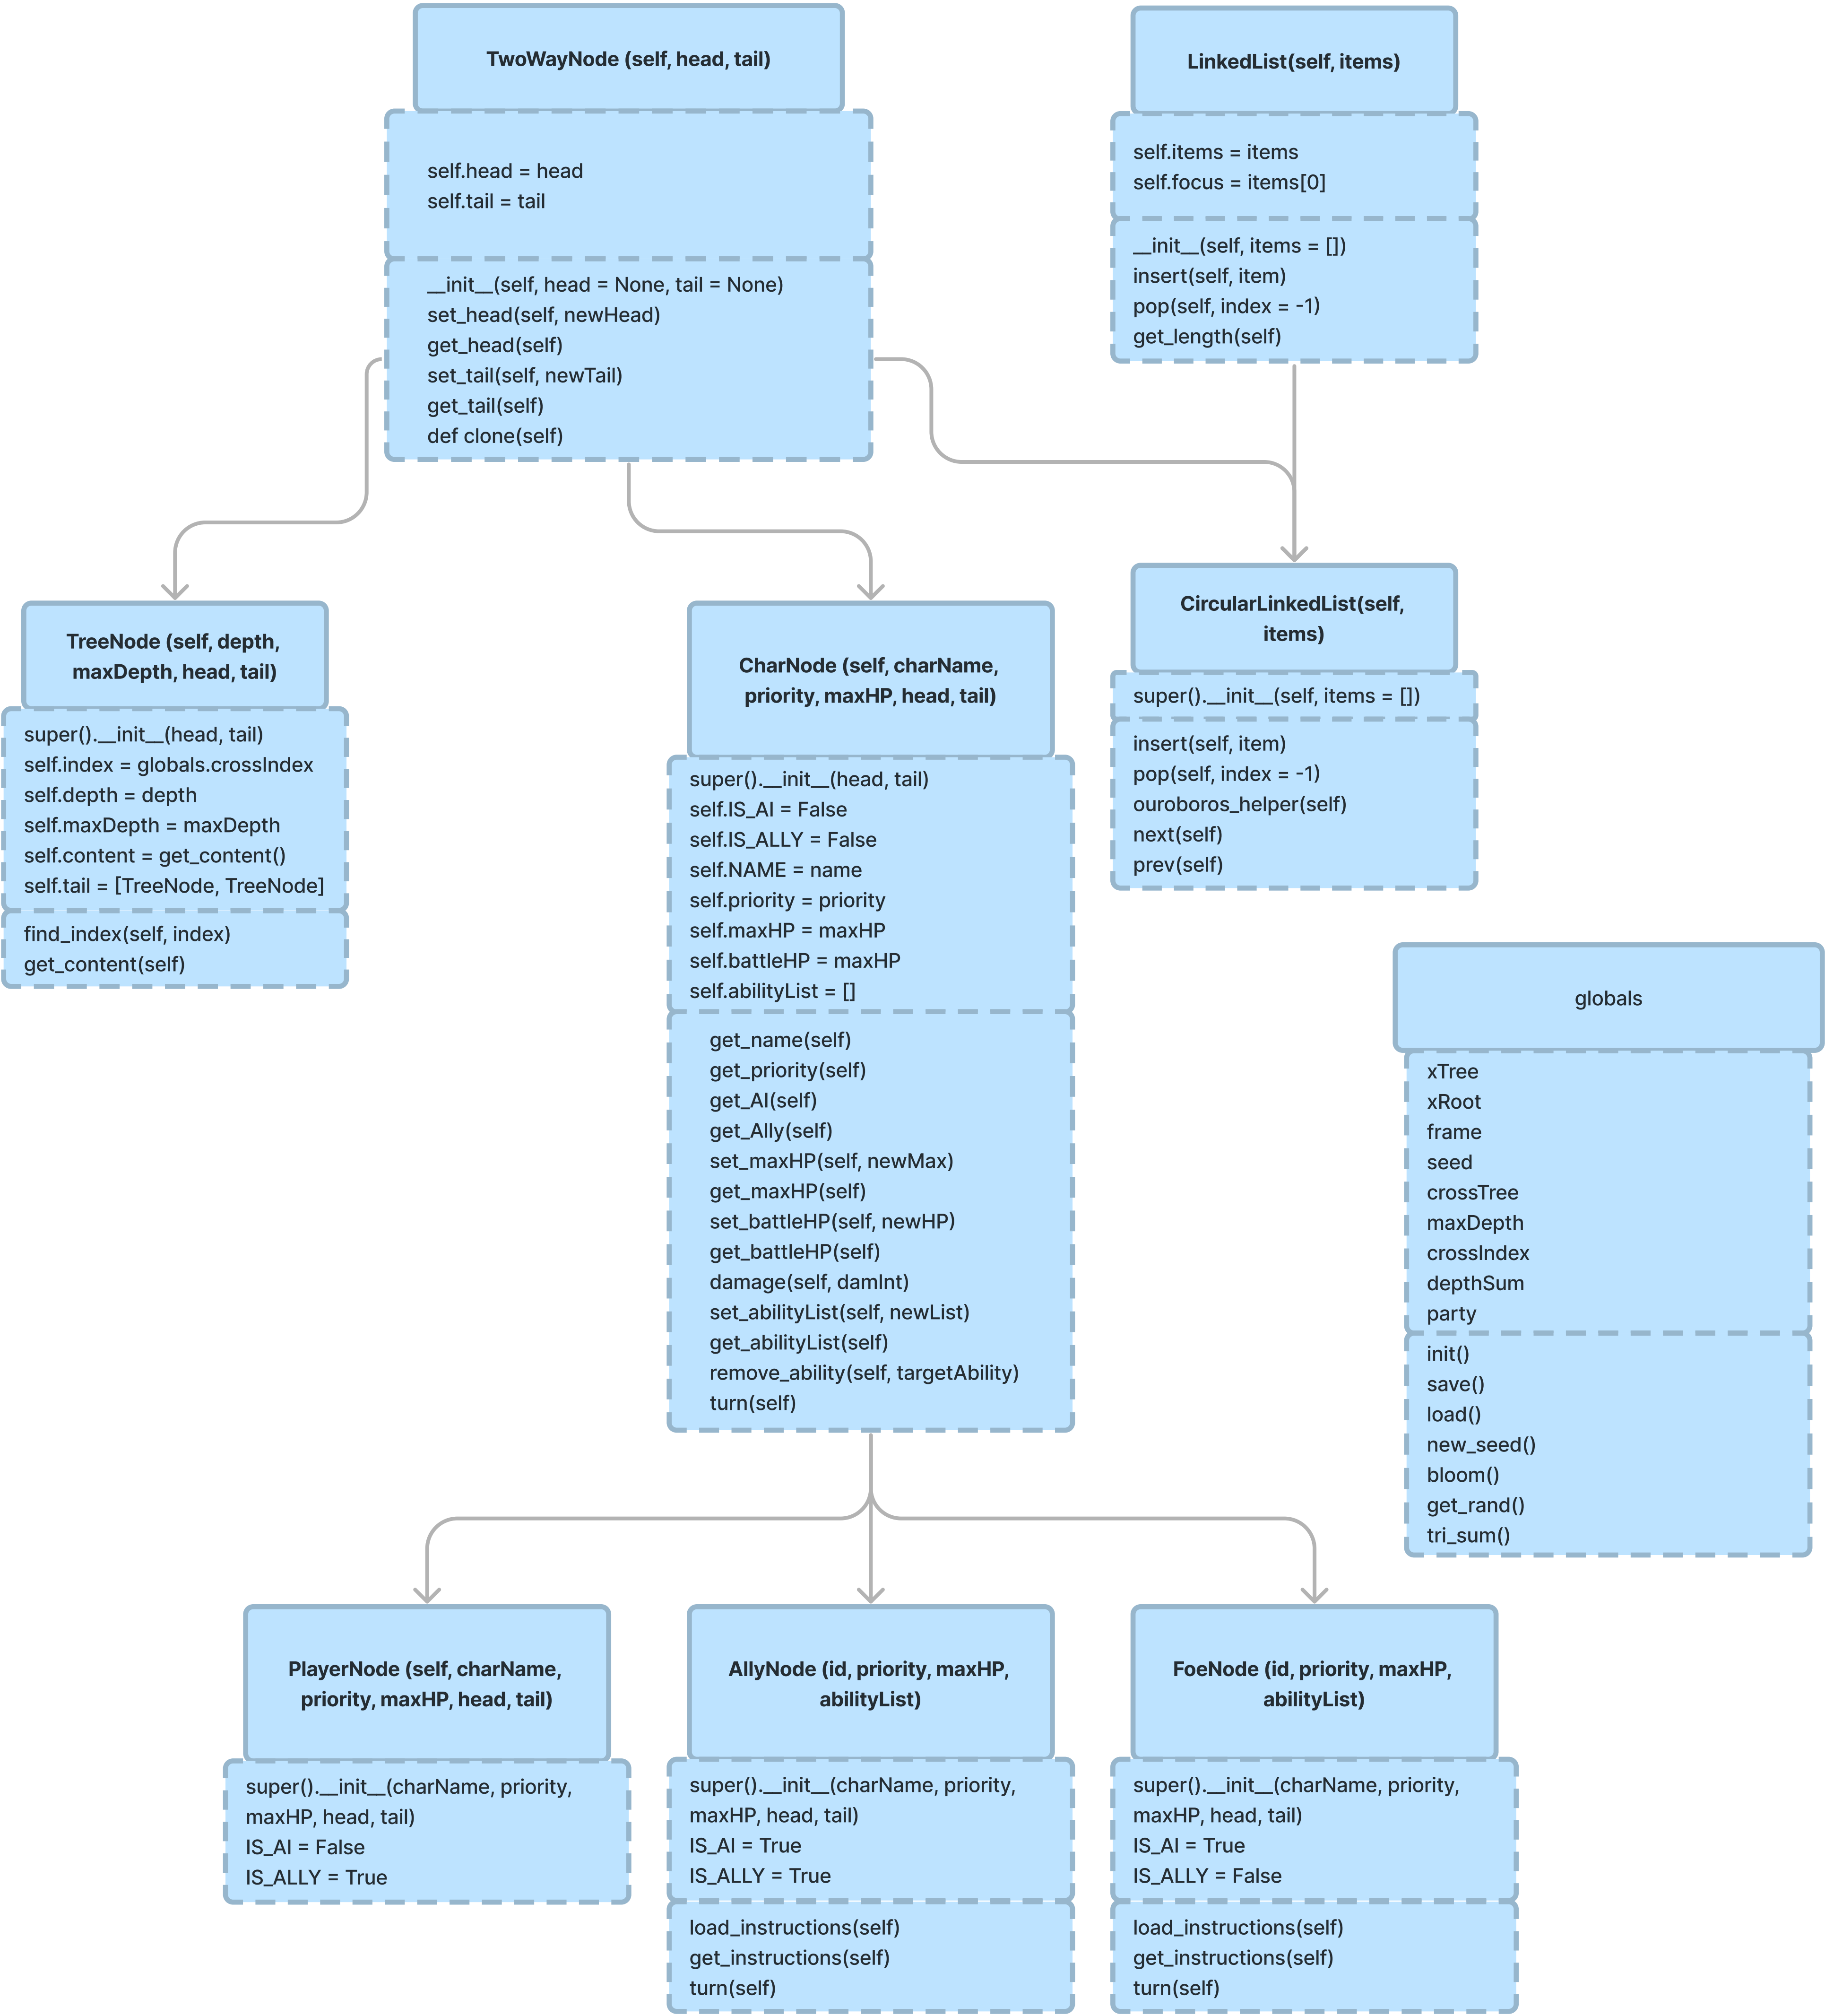 TwoWayNode (self, head, tail)
self.head = head
self.tail = tail
__init__(self, head = None, tail = None)
set_head(self, newHead)
get_head(self)
set_tail(self, newTail)
get_tail(self)
def clone(self)
LinkedList(self, items)
self.items = items
self.focus = items[0]
__init__(self, items = [])
insert(self, item)
pop(self, index = -1)
get_length(self)
TreeNode (self, depth,
maxDepth, head, tail)
super().__init__(head, tail)
self.index = globals.crossIndex
self.depth = depth
self.maxDepth = maxDepth
self.content = get_content()
self.tail = [TreeNode, TreeNode]
find_index(self, index)
get_content(self)
CharNode (self, charName,
priority, maxHP, head, tail)
super().__init__(head, tail)
self.IS_AI = False
self.IS_ALLY = False
self.NAME = name
self.priority = priority
self.maxHP = maxHP
self.battleHP = maxHP
self.abilityList = []
get_name(self)
get_priority(self)
get_AI(self)
get_Ally(self)
set_maxHP(self, newMax)
get_maxHP(self)
set_battleHP(self, newHP)
get_battleHP(self)
damage(self, damInt)
set_abilityList(self, newList)
get_abilityList(self)
remove_ability(self, targetAbility)
turn(self)
CircularLinkedList(self,
items)
super().__init__(self, items = [])
insert(self, item)
pop(self, index = -1)
ouroboros_helper(self)
next(self)
prev(self)
globals
xTree
xRoot
frame
seed
crossTree
maxDepth
crossIndex
depthSum
party
init()
save()
load()
new_seed()
bloom()
get_rand()
tri_sum()
PlayerNode (self, charName,
priority, maxHP, head, tail)
super().__init__(charName, priority,
maxHP, head, tail)
IS_AI = False
IS_ALLY = True
AllyNode (id, priority, maxHP,
abilityList)
super().__init__(charName, priority,
maxHP, head, tail)
IS_AI = True
IS_ALLY = True
load_instructions(self)
get_instructions(self)
turn(self)
FoeNode (id, priority, maxHP,
abilityList)
super().__init__(charName, priority,
maxHP, head, tail)
IS_AI = True
IS_ALLY = False
load_instructions(self)
get_instructions(self)
turn(self)